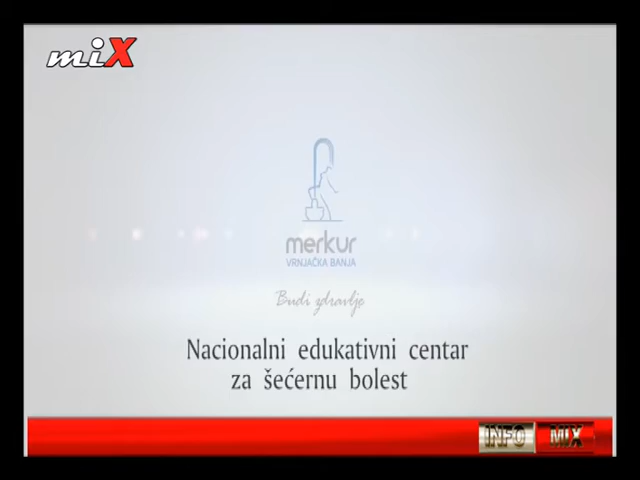 miX
merkur
VRNJAČKA BANJA
Budi zdravlje
Nacionalni edukativni centar
za šećernu bolest
INFO MIX